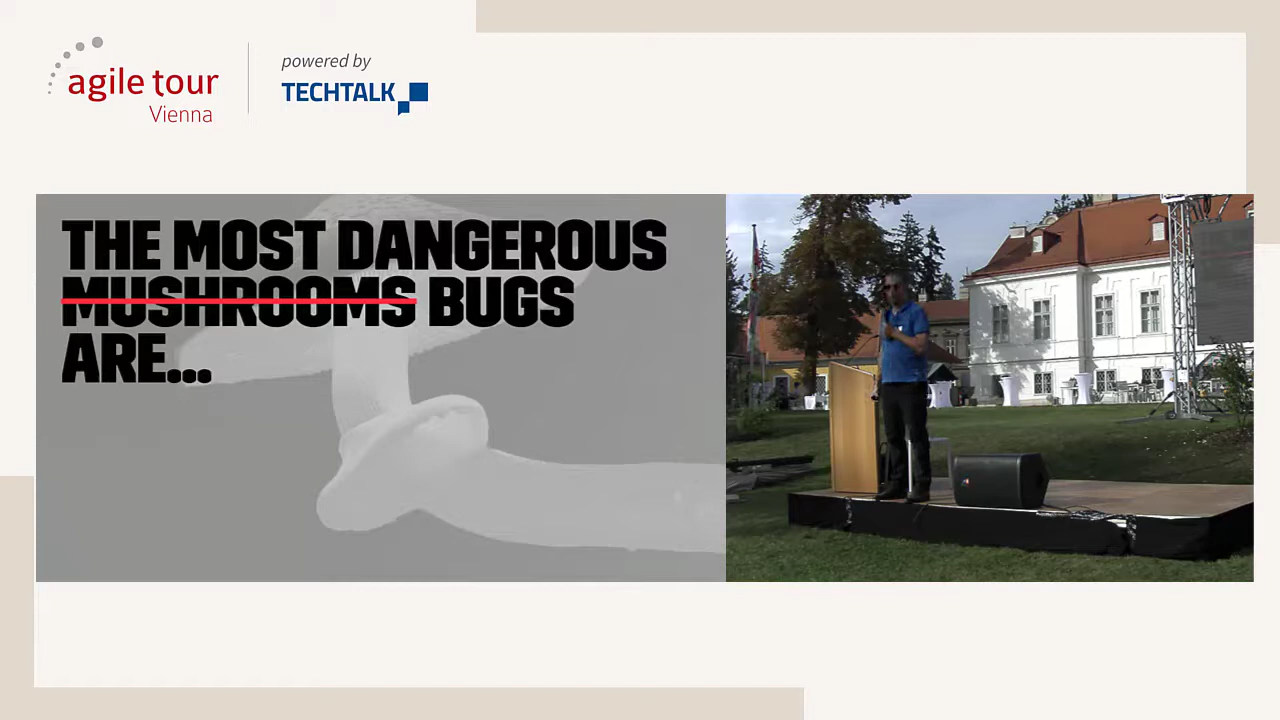 agile tour
Vienna
powered by
TECHTALK
THE MOST DANGEROUS
MUSHROOMS BUGS
ARE...